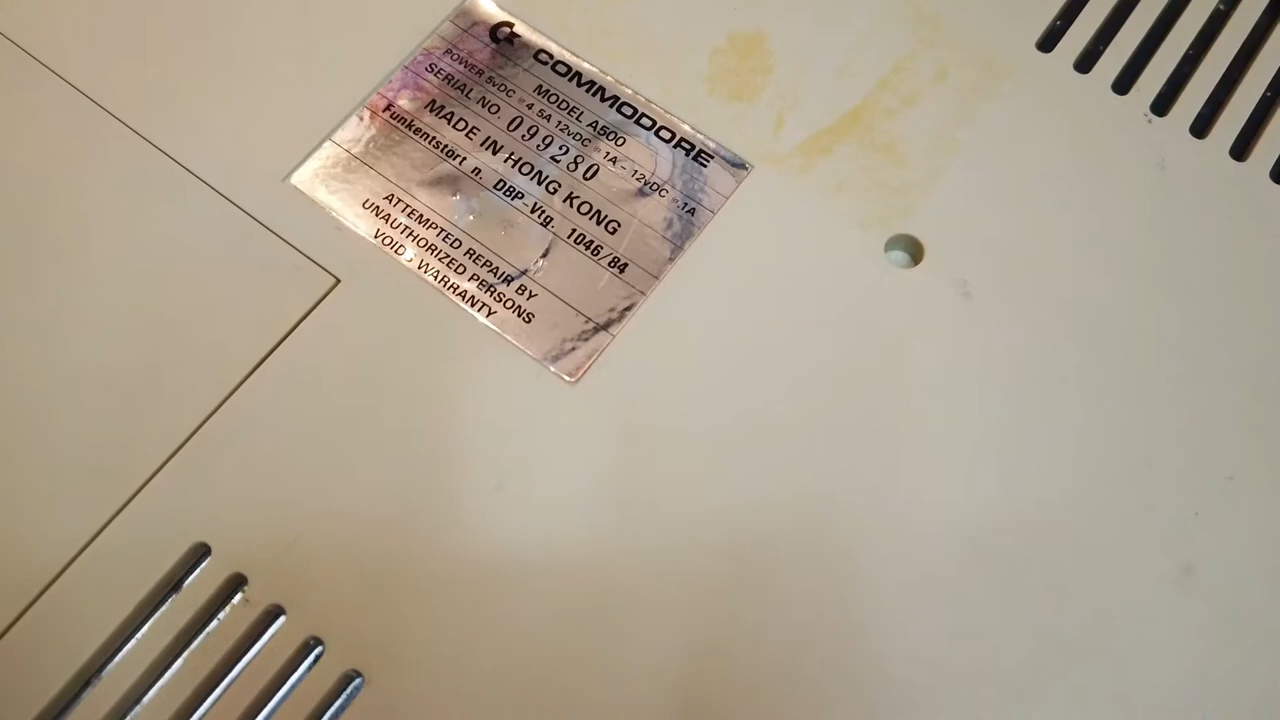 COMMODORE
MODEL A500
POWER 5vDC @ 4.5A 12vDC @ 1A - 12vDC @ .1A
SERIAL NO. 099280
MADE IN HONG KONG
Funkentstört n. DBP-Vtg. 1046/84
ATTEMPTED REPAIR BY
UNAUTHORIZED PERSONS
VOIDS WARRANTY